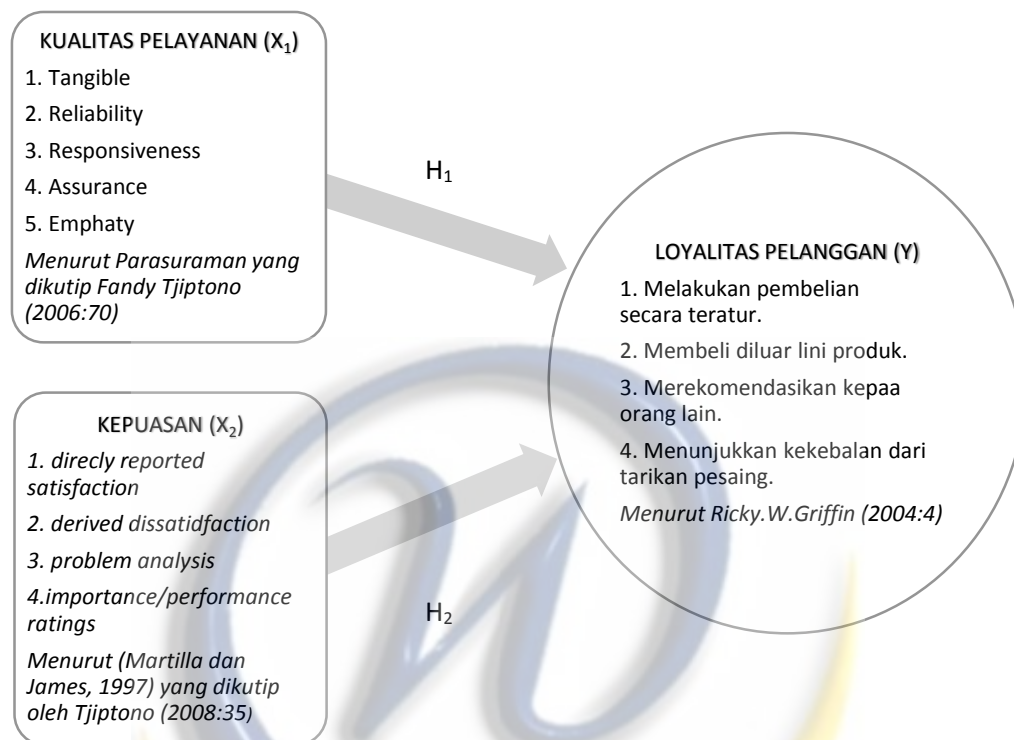 KUALITAS PELAYANAN (X₁)
1. Tangible
2. Reliability
3. Responsiveness
4. Assurance
5. Emphaty
Menurut Parasuraman yang
dikutip Fandy Tjiptono
(2006:70)
H₁
LOYALITAS PELANGGAN (Y)
1. Melakukan pembelian
secara teratur.
2. Membeli diluar lini produk.
3. Merekomendasikan kepaa
orang lain.
4. Menunjukkan kekebalan dari
tarikan pesaing.
Menurut Ricky.W.Griffin (2004:4)
KEPUASAN (X₂)
1. direcly reported
satisfaction
2. derived dissatidfaction
3. problem analysis
4.importance/performance
ratings
Menurut (Martilla dan
James, 1997) yang dikutip
oleh Tjiptono (2008:35)
H₂